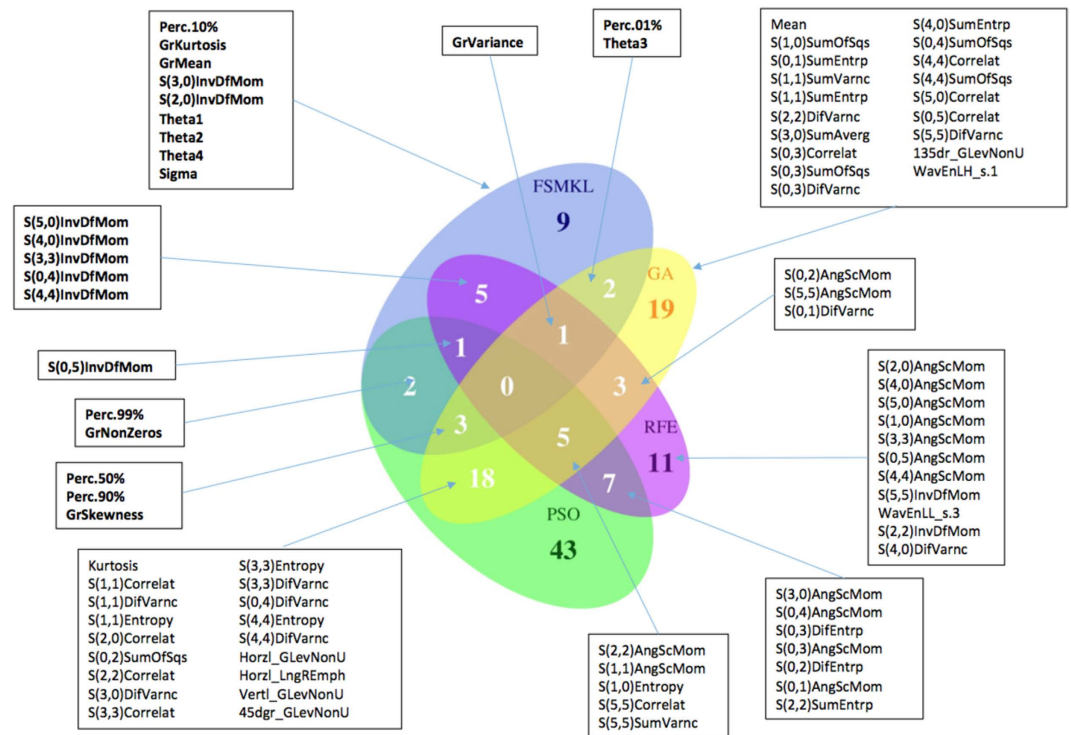 Perc.10%
GrKurtosis
GrMean
S(3,0)InvDfMom
S(2,0)InvDfMom
Theta1
Theta2
Theta4
Sigma
GrVariance
Perc.01%
Theta3
Mean
S(1,0)SumOfSqs
S(0,1)SumEntrp
S(1,1)SumVarnc
S(1,1)SumEntrp
S(2,2)DifVarnc
S(3,0)SumAverg
S(0,3)Correlat
S(0,3)SumOfSqs
S(0,3)DifVarnc
S(4,0)SumEntrp
S(0,4)SumOfSqs
S(4,4)Correlat
S(4,4)SumOfSqs
S(5,0)Correlat
S(0,5)Correlat
S(5,5)DifVarnc
135dr_GLevNonU
WavEnLH_s.1
S(5,0)InvDfMom
S(4,0)InvDfMom
S(3,3)InvDfMom
S(0,4)InvDfMom
S(4,4)InvDfMom
FSMKL
9
GA
19
5
2
1
1
2
0
3
3
5
RFE
11
18
7
PSO
43
S(0,2)AngScMom
S(5,5)AngScMom
S(0,1)DifVarnc
S(0,5)InvDfMom
Perc.99%
GrNonZeros
Perc.50%
Perc.90%
GrSkewness
S(2,0)AngScMom
S(4,0)AngScMom
S(5,0)AngScMom
S(1,0)AngScMom
S(3,3)AngScMom
S(0,5)AngScMom
S(4,4)AngScMom
S(5,5)InvDfMom
WavEnLL_s.3
S(2,2)InvDfMom
S(4,0)DifVarnc
Kurtosis
S(1,1)Correlat
S(1,1)DifVarnc
S(1,1)Entropy
S(2,0)Correlat
S(0,2)SumOfSqs
S(2,2)Correlat
S(3,0)DifVarnc
S(3,3)Correlat
S(3,3)Entropy
S(3,3)DifVarnc
S(0,4)DifVarnc
S(4,4)Entropy
S(4,4)DifVarnc
Horzl_GLevNonU
Horzl_LngREmph
Vertl_GLevNonU
45dgr_GLevNonU
S(2,2)AngScMom
S(1,1)AngScMom
S(1,0)Entropy
S(5,5)Correlat
S(5,5)SumVarnc
S(3,0)AngScMom
S(0,4)AngScMom
S(0,3)DifEntrp
S(0,3)AngScMom
S(0,2)DifEntrp
S(0,1)AngScMom
S(2,2)SumEntrp